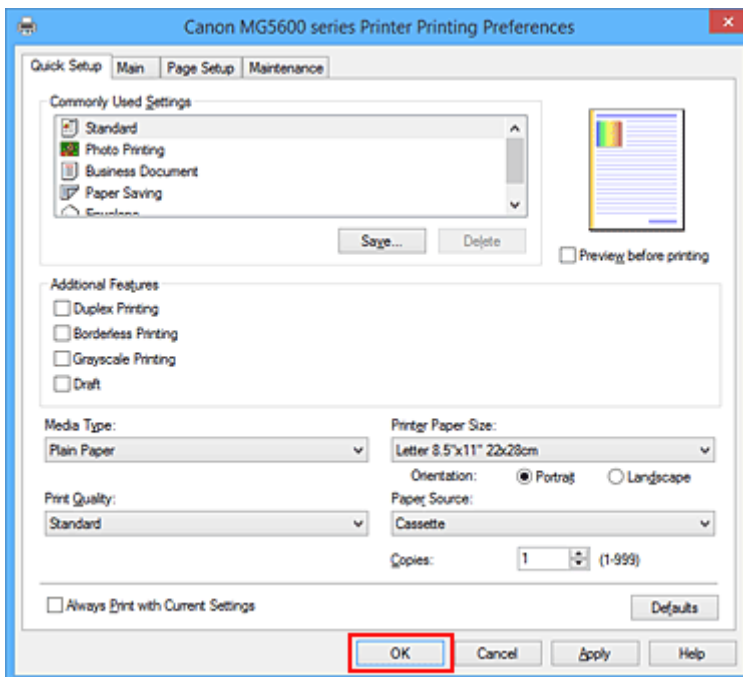 Canon MG5600 series Printer Printing Preferences
Quick Setup Main Page Setup Maintenance
Commonly Used Settings
Standard
Photo Printing
Business Document
Paper Saving
Envelope
Save... Delete
Preview before printing
Additional Features
Duplex Printing
Borderless Printing
Grayscale Printing
Draft
Media Type:
Plain Paper
Printer Paper Size:
Letter 8.5"x11" 22x28cm
Orientation: Portrait Landscape
Print Quality:
Standard
Paper Source:
Cassette
Copies: 1 (1-999)
Always Print with Current Settings
Defaults
OK Cancel Apply Help